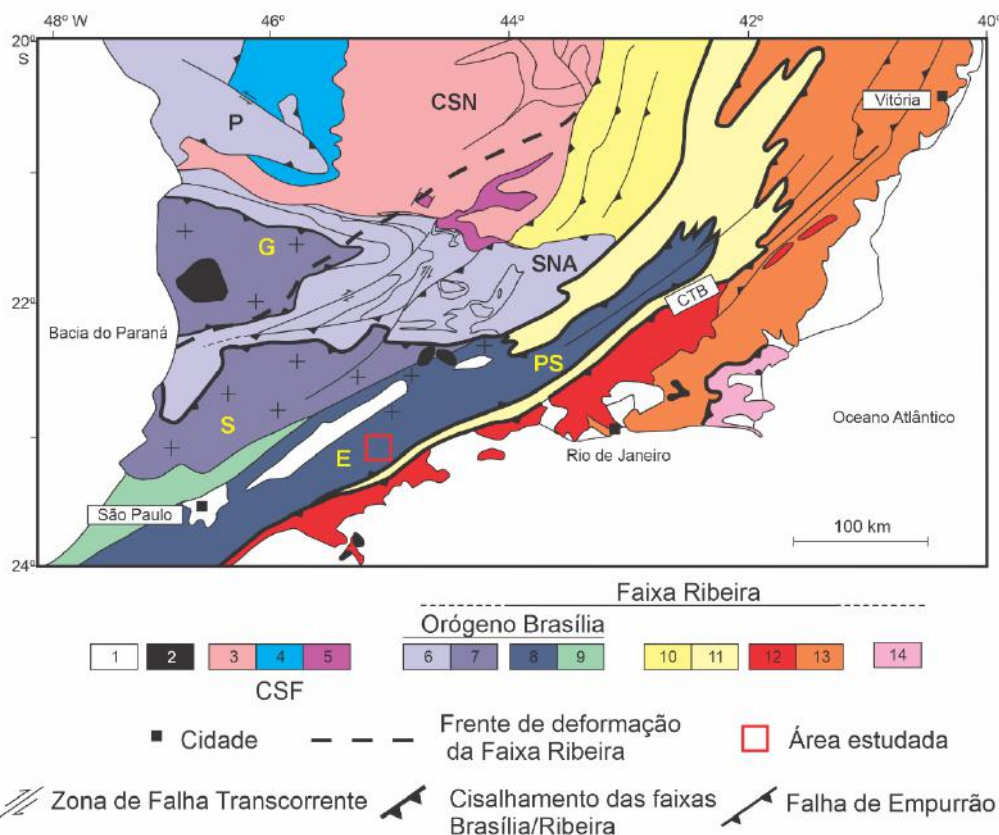 48° W
44°
42°
40°
20°
S
CSN
Vitória
P
G
SNA
22°
CTB
Bacia do Paraná
PS
S
Oceano Atlântico
E
Rio de Janeiro
São Paulo
100 km
24°
Faixa Ribeira
Orógeno Brasília
1 2 3 4 5 6 7 8 9 10 11 12 13 14
CSF
Cidade
Frente de deformação
da Faixa Ribeira
Área estudada
Zona de Falha Transcorrente
Cisalhamento das faixas
Brasília/Ribeira
Falha de Empurrão